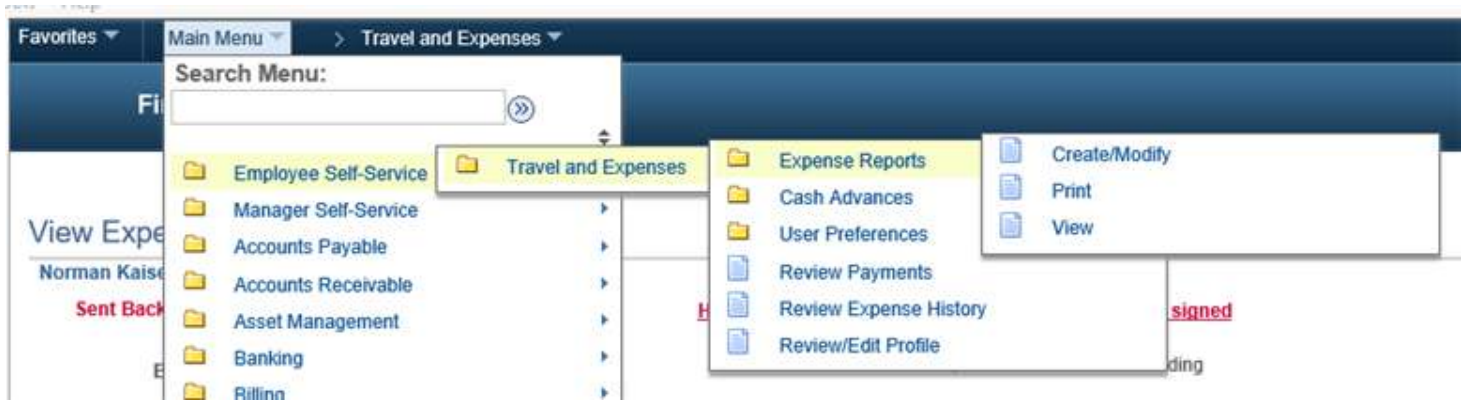 Favorites Main Menu > Travel and Expenses
Search Menu:
Fi
Employee Self-Service
Travel and Expenses
Expense Reports
Create/Modify
Print
View
Manager Self-Service
Cash Advances
User Preferences
Accounts Payable
Review Payments
Accounts Receivable
Review Expense History
Asset Management
Review/Edit Profile
Banking
Billing
View Expe
Norman Kaise
Sent Back
H
signed
E
ding